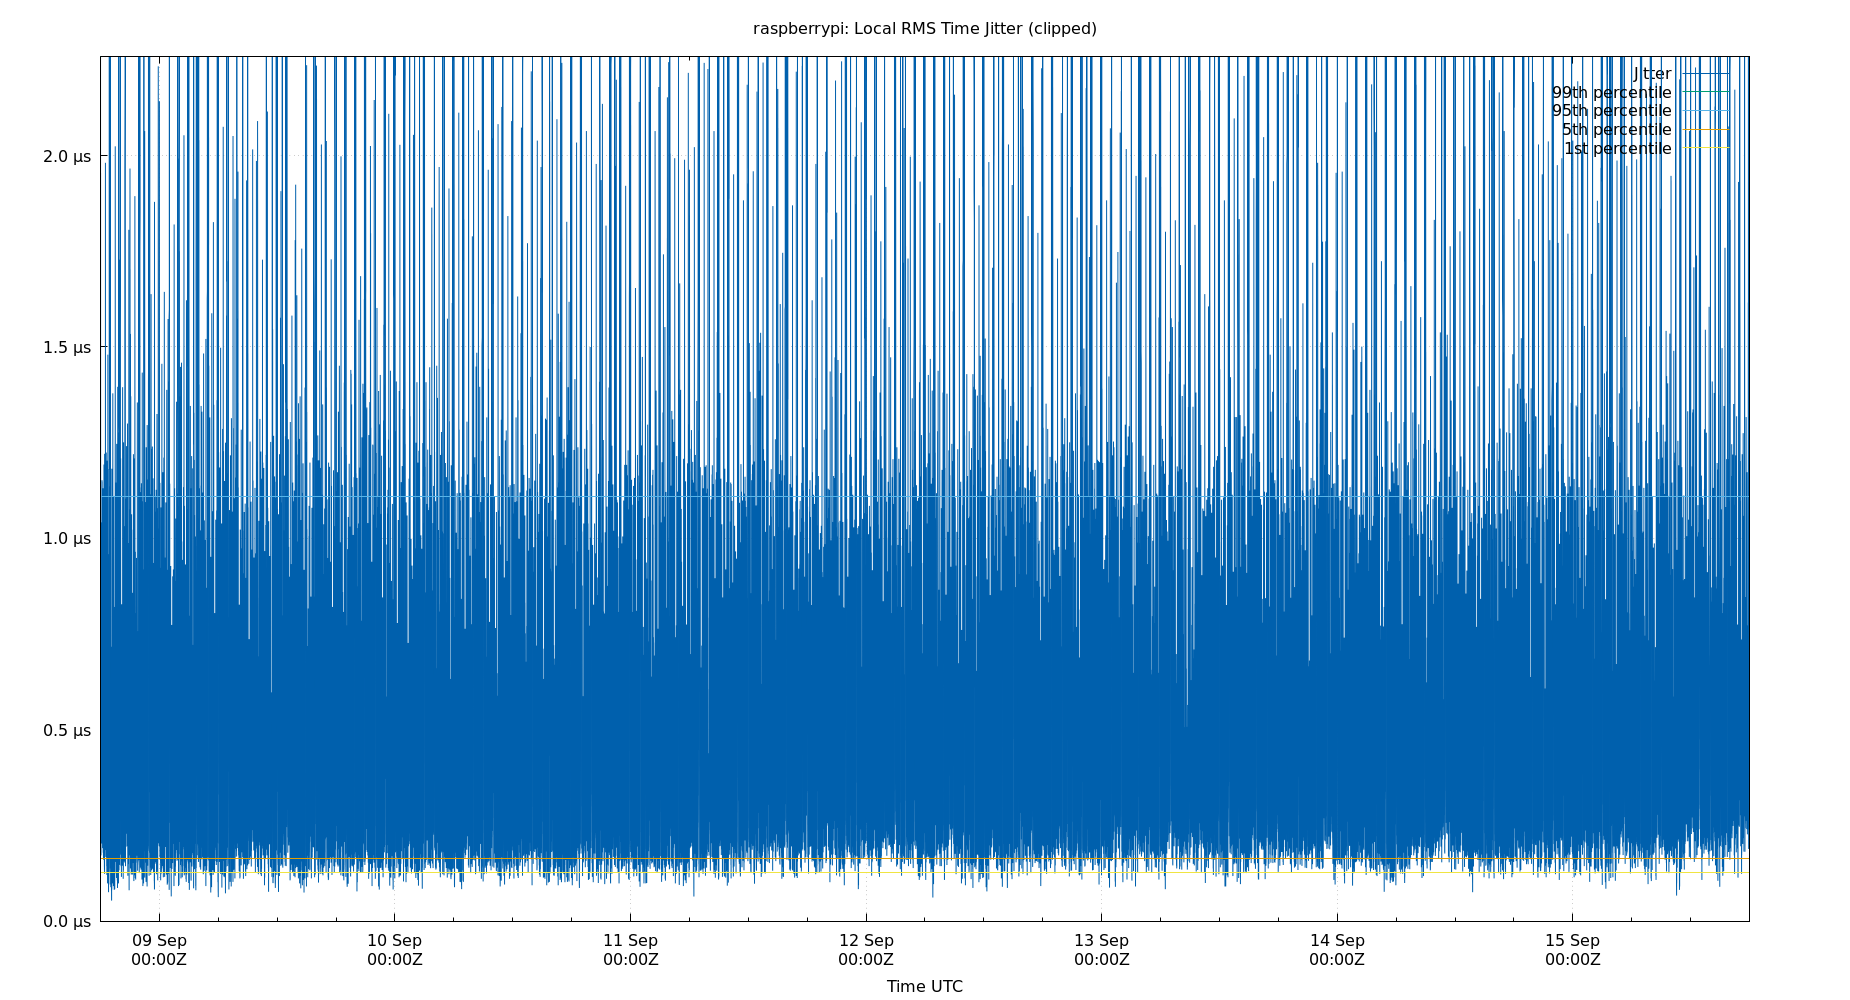 raspberrypi: Local RMS Time Jitter (clipped)
Jitter
99th percentile
95th percentile
5th percentile
1st percentile
2.0 µs
1.5 µs
1.0 µs
0.5 µs
0.0 µs
09 Sep 10 Sep 11 Sep 12 Sep 13 Sep 14 Sep 15 Sep
00:00Z 00:00Z 00:00Z 00:00Z 00:00Z 00:00Z 00:00Z
Time UTC